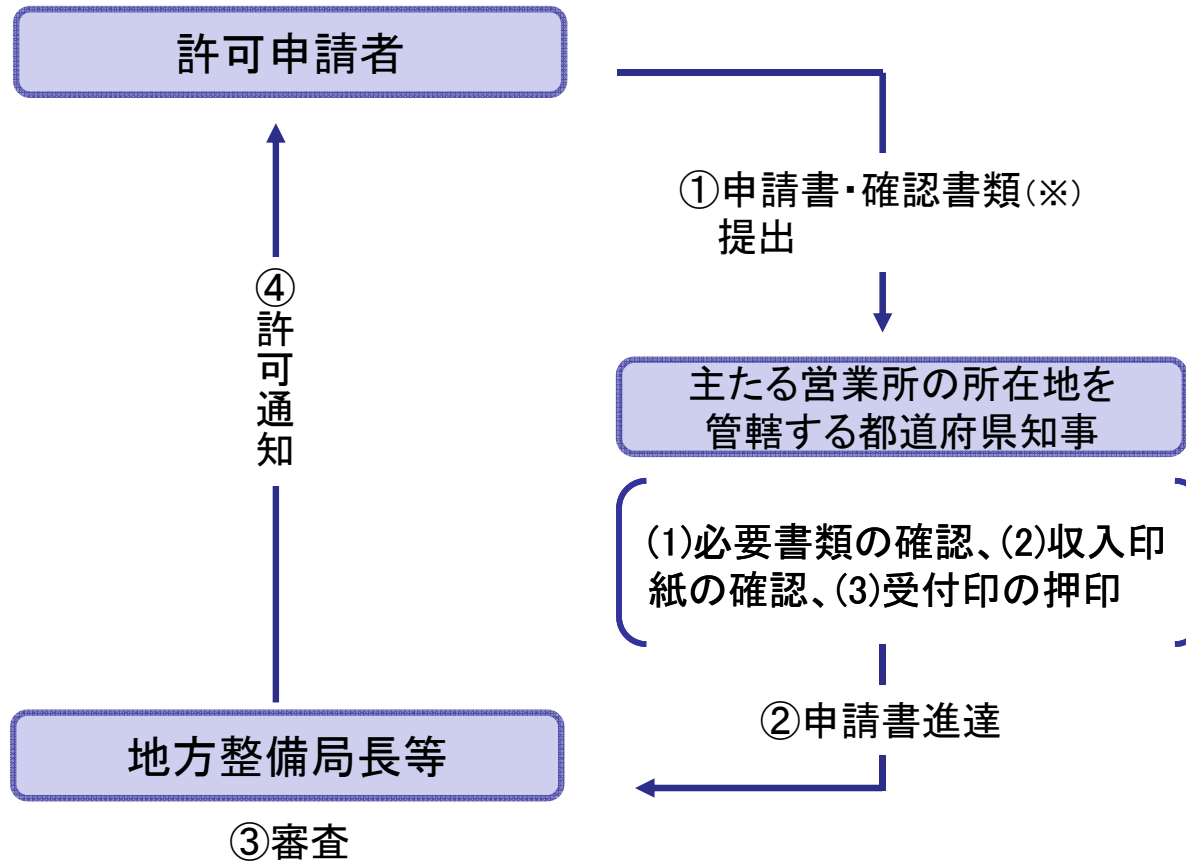 許可申請者
①申請書・確認書類(※)
提出
主たる営業所の所在地を
管轄する都道府県知事
(1)必要書類の確認、(2)収入印
紙の確認、(3)受付印の押印
②申請書進達
地方整備局長等
③審査
④許可通知